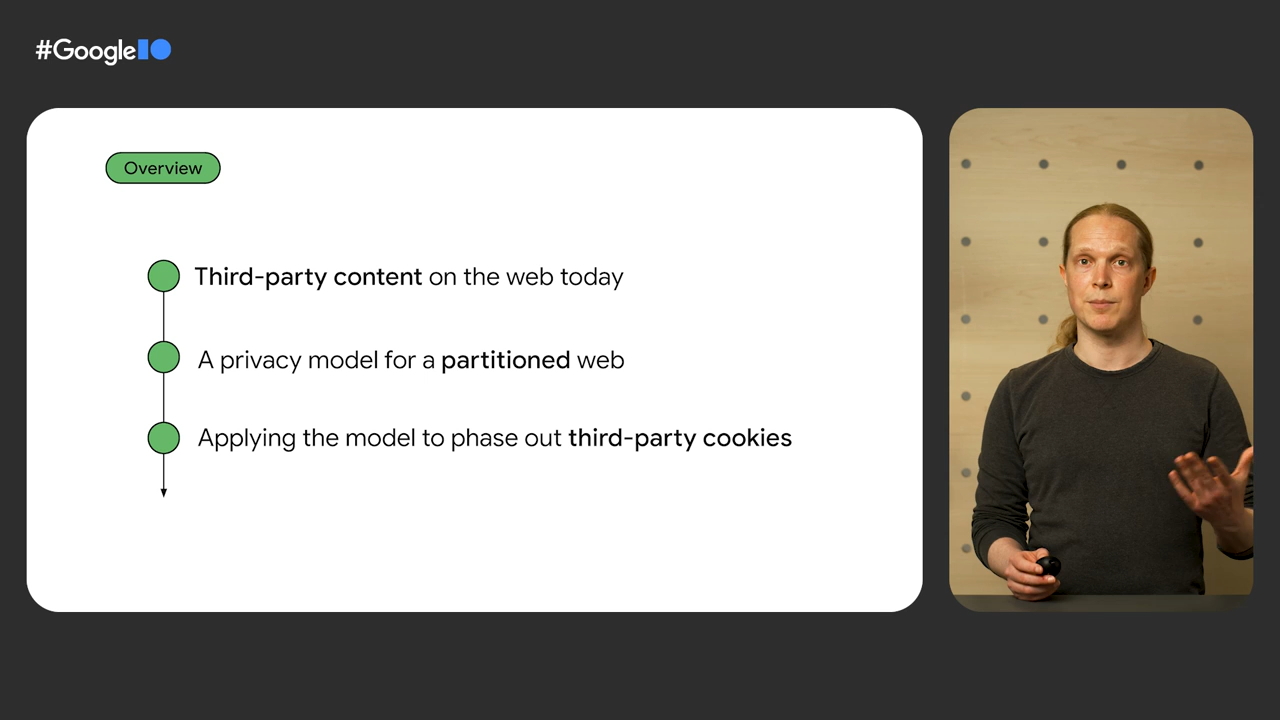 #GoogleIO
Overview
Third-party content on the web today
A privacy model for a partitioned web
Applying the model to phase out third-party cookies